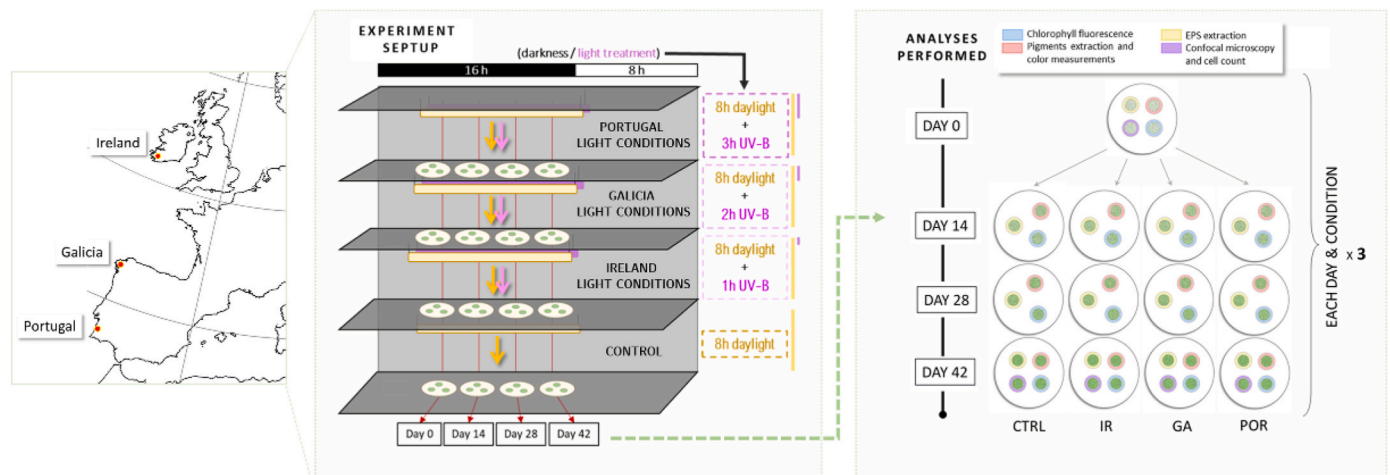 Ireland
Galicia
Portugal
EXPERIMENT
SEPTUP
(darkness / light treatment)
16 h
8 h
PORTUGAL
LIGHT CONDITIONS
8h daylight
+
3h UV-B
GALICIA
LIGHT CONDITIONS
8h daylight
+
2h UV-B
IRELAND
LIGHT CONDITIONS
8h daylight
+
1h UV-B
CONTROL
8h daylight
Day 0
Day 14
Day 28
Day 42
ANALYSES
PERFORMED
Chlorophyll fluorescence
Pigments extraction and
color measurements
EPS extraction
Confocal microscopy
and cell count
DAY 0
DAY 14
DAY 28
DAY 42
CTRL
IR
GA
POR
EACH DAY & CONDITION
x 3